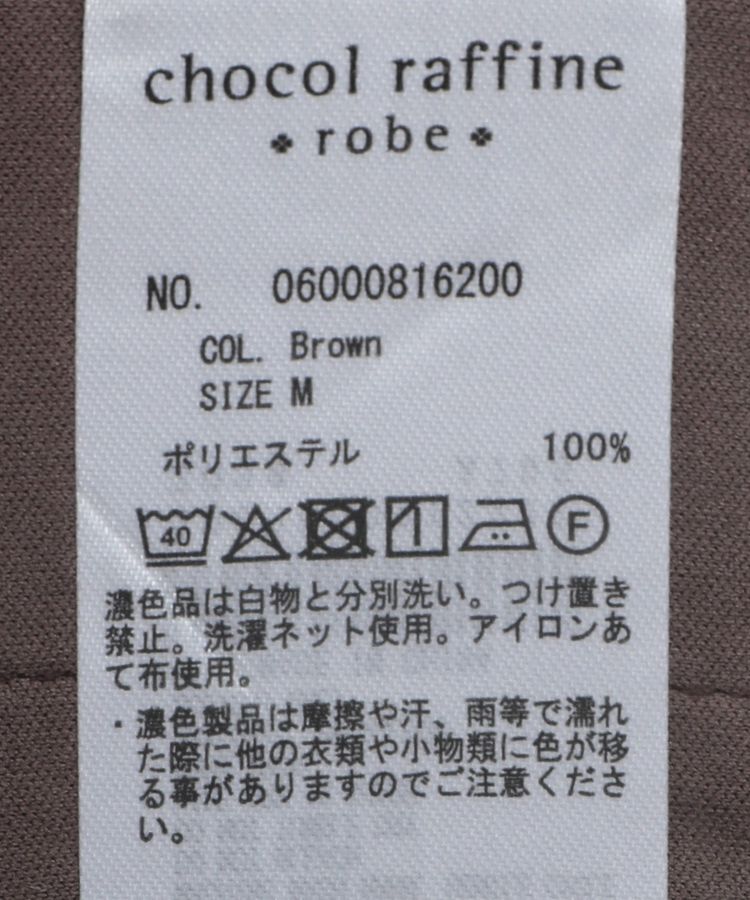 chocol raffine
robe
NO. 06000816200
COL. Brown
SIZE M
ポリエステル 100%
40 F
濃色品は白物と分別洗い。つけ置き
禁止。洗濯ネット使用。アイロンあ
て布使用。
・濃色製品は摩擦や汗、雨等で濡れ
た際に他の衣類や小物類に色が移
る事がありますのでご注意くださ
い。